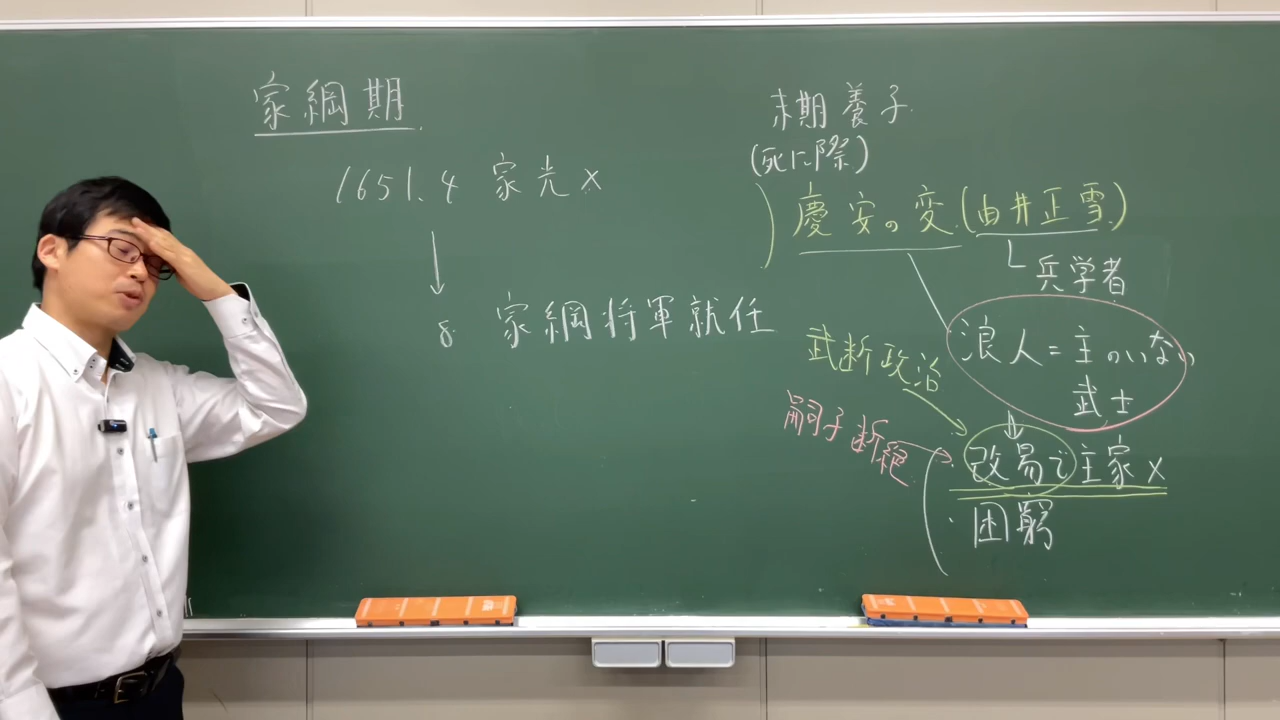 家綱期
1651.4 家光×
↓
8. 家綱将軍就任
末期養子
(死に際)
慶安の変(由井正雪)
兵学者
浪人=主のいない
武士
武断政治
嗣子断絶
改易で主家×
・困窮